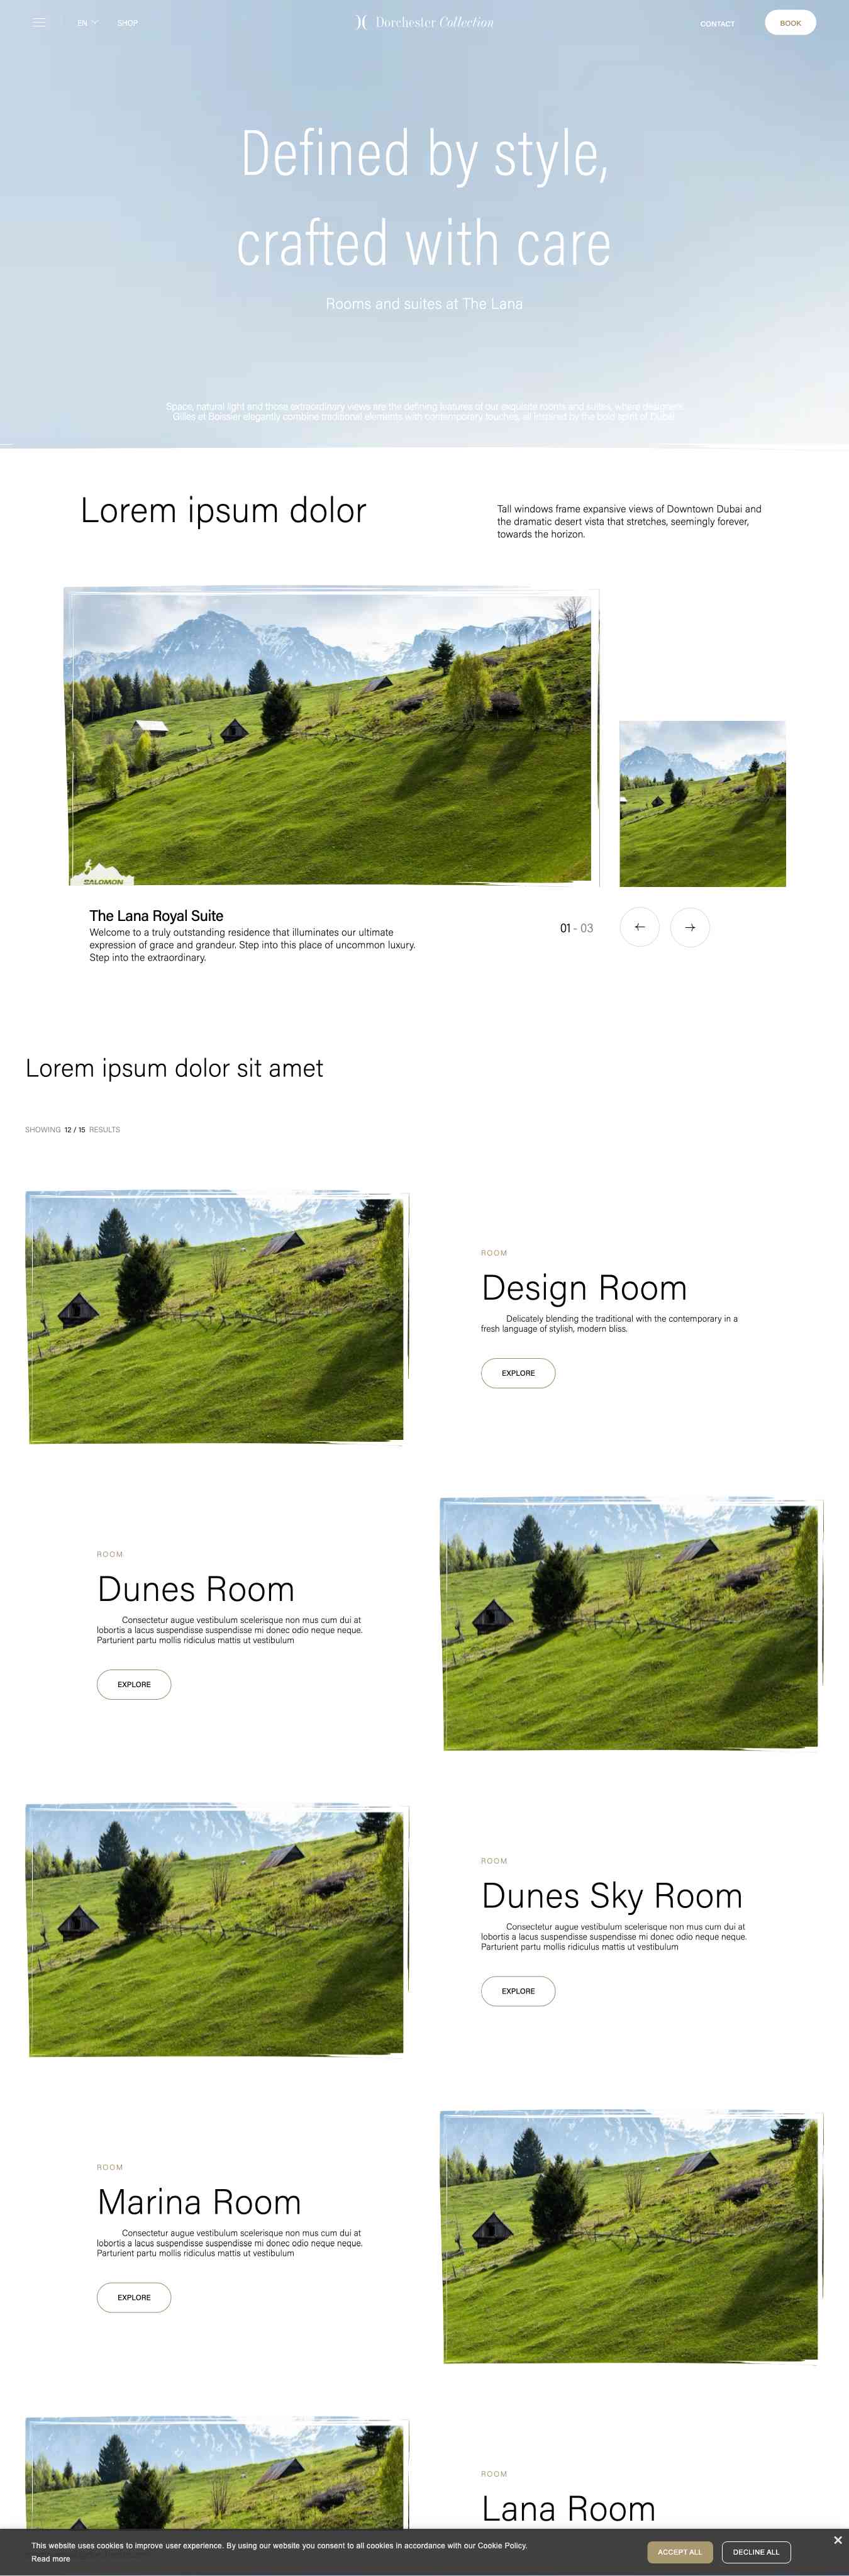 EN
SHOP
Dorchester Collection
CONTACT
BOOK
Defined by style,
crafted with care
Rooms and suites at The Lana
Space, natural light and those extraordinary views are the defining features of our exquisite rooms and suites, where designers
Gilles et Boissier elegantly combine traditional elements with contemporary touches, all inspired by the bold spirit of Dubai.
Lorem ipsum dolor
Tall windows frame expansive views of Downtown Dubai and
the dramatic desert vista that stretches, seemingly forever,
towards the horizon.
SALOMON
The Lana Royal Suite
Welcome to a truly outstanding residence that illuminates our ultimate
expression of grace and grandeur. Step into this place of uncommon luxury.
Step into the extraordinary.
01 - 03
Lorem ipsum dolor sit amet
SHOWING 12 / 15 RESULTS
ROOM
Design Room
Delicately blending the traditional with the contemporary in a
fresh language of stylish, modern bliss.
EXPLORE
ROOM
Dunes Room
Consectetur augue vestibulum scelerisque non mus cum dui at
lobortis a lacus suspendisse suspendisse mi donec odio neque neque.
Parturient partu mollis ridiculus mattis ut vestibulum
EXPLORE
ROOM
Dunes Sky Room
Consectetur augue vestibulum scelerisque non mus cum dui at
lobortis a lacus suspendisse suspendisse mi donec odio neque neque.
Parturient partu mollis ridiculus mattis ut vestibulum
EXPLORE
ROOM
Marina Room
Consectetur augue vestibulum scelerisque non mus cum dui at
lobortis a lacus suspendisse suspendisse mi donec odio neque neque.
Parturient partu mollis ridiculus mattis ut vestibulum
EXPLORE
ROOM
Lana Room
This website uses cookies to improve user experience. By using our website you consent to all cookies in accordance with our Cookie Policy.
Read more
ACCEPT ALL
DECLINE ALL